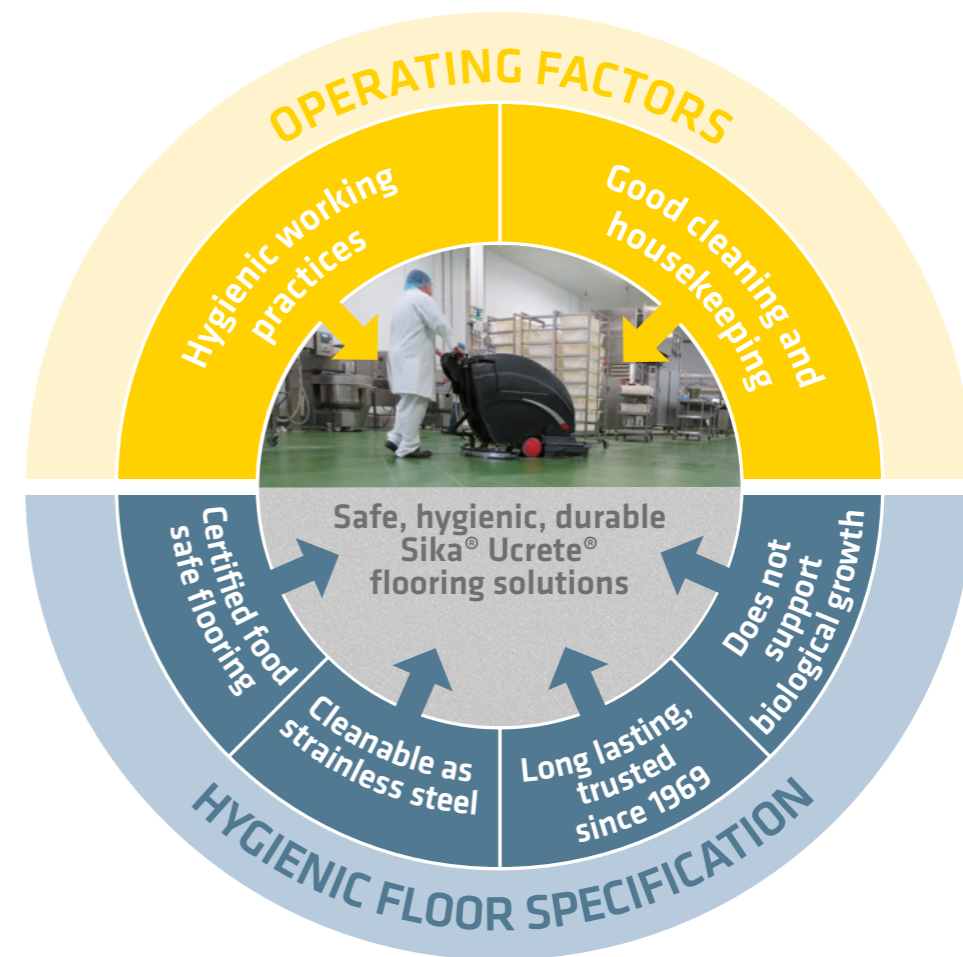 OPERATING FACTORS
Hygienic working
practices
Good cleaning and
housekeeping
Safe, hygienic, durable
Sika® Ucrete®
flooring solutions
Certified food
safe flooring
Cleanable as
strainless steel
Long lasting,
trusted
since 1969
Does not
support
biological growth
HYGIENIC FLOOR SPECIFICATION